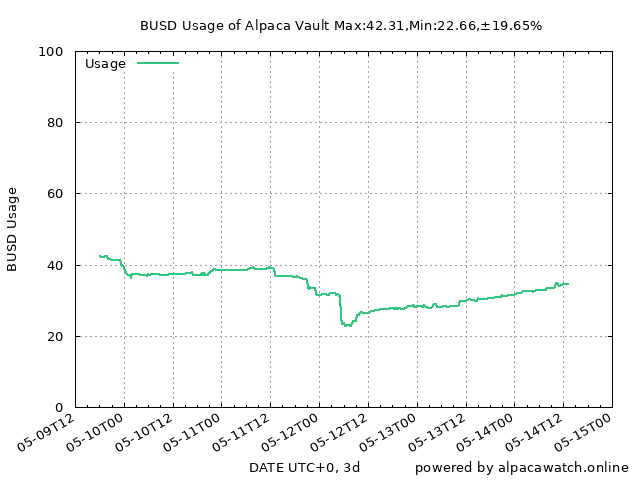 BUSD Usage of Alpaca Vault Max:42.31,Min:22.66,±19.65%
Usage
100
80
60
40
20
0
BUSD Usage
05-09T12
05-10T00
05-10T12
05-11T00
05-11T12
05-12T00
05-12T12
05-13T00
05-13T12
05-14T00
05-14T12
05-15T00
DATE UTC+0, 3d
powered by alpacawatch.online